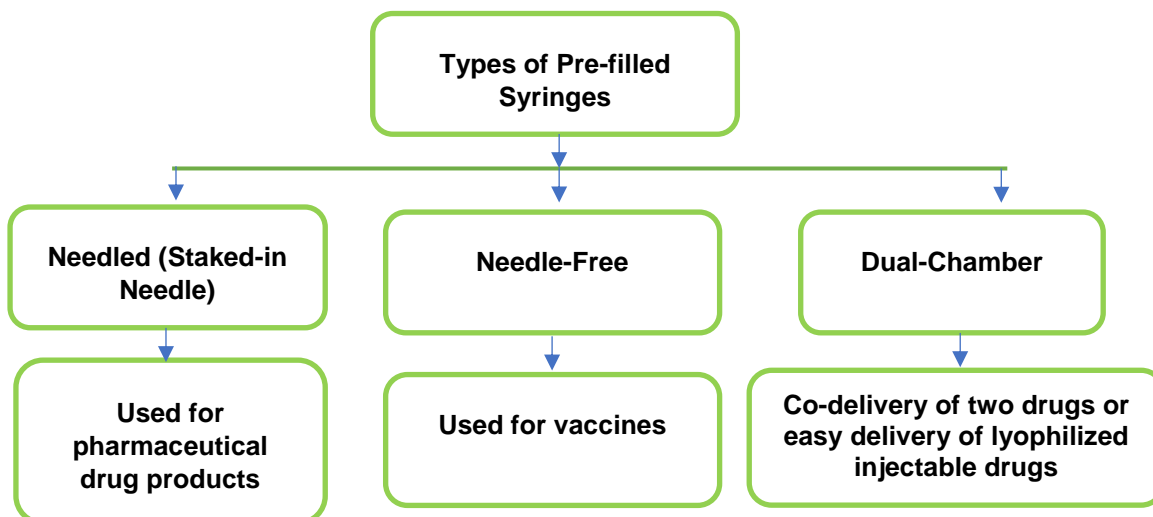 Types of Pre-filled
Syringes
Needled (Staked-in
Needle)
Needle-Free
Dual-Chamber
Used for
pharmaceutical
drug products
Used for vaccines
Co-delivery of two drugs or
easy delivery of lyophilized
injectable drugs